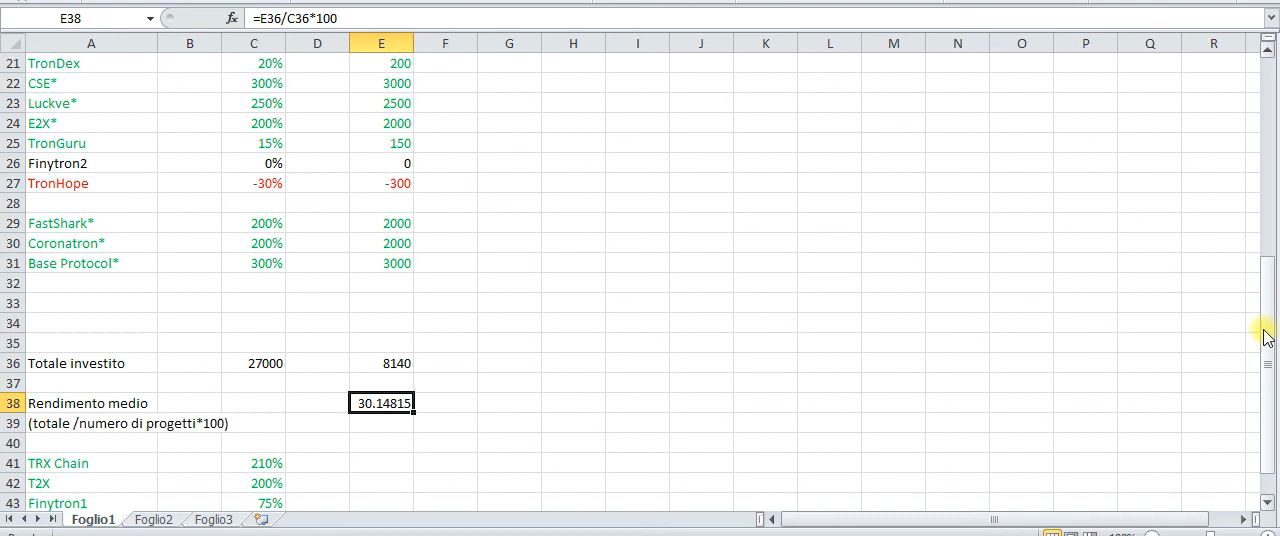 E38 fx =E36/C36*100
A B C D E F G H I J K L M N O P Q R
21 TronDex 20% 200
22 CSE* 300% 3000
23 Luckve* 250% 2500
24 E2X* 200% 2000
25 TronGuru 15% 150
26 Finytron2 0% 0
27 TronHope -30% -300
28
29 FastShark* 200% 2000
30 Coronatron* 200% 2000
31 Base Protocol* 300% 3000
32
33
34
35
36 Totale investito 27000 8140
37
38 Rendimento medio 30.14815
39 (totale /numero di progetti*100)
40
41 TRX Chain 210%
42 T2X 200%
43 Finytron1 75%
Foglio1 Foglio2 Foglio3